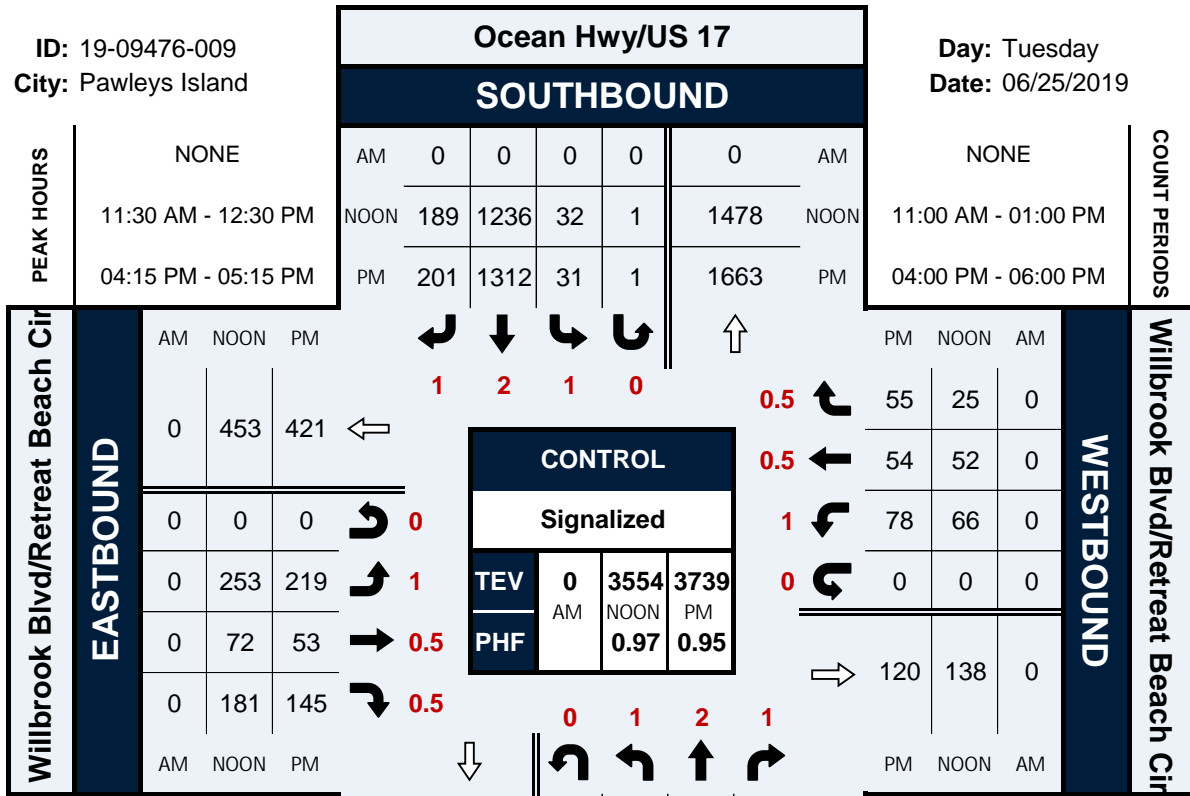 Ocean Hwy/US 17
ID: 19-09476-009
Day: Tuesday
City: Pawleys Island
Date: 06/25/2019
SOUTHBOUND
PEAK HOURS
NONE
AM 0 0 0 0 0 AM
NONE
COUNT PERIODS
11:30 AM - 12:30 PM
NOON 189 1236 32 1 1478 NOON
11:00 AM - 01:00 PM
04:15 PM - 05:15 PM
PM 201 1312 31 1 1663 PM
04:00 PM - 06:00 PM
Willbrook Blvd/Retreat Beach Cir
EASTBOUND
AM NOON PM
1 2 1 0
PM NOON AM
WESTBOUND
Willbrook Blvd/Retreat Beach Cir
0.5 55 25 0
0 453 421
CONTROL
0.5 54 52 0
0 0 0 0
Signalized
1 78 66 0
0 253 219 1
TEV 0 3554 3739
AM NOON PM
0 0 0 0
0 72 53 0.5
PHF 0.97 0.95
120 138 0
0 181 145 0.5
0 1 2 1
AM NOON PM
PM NOON AM